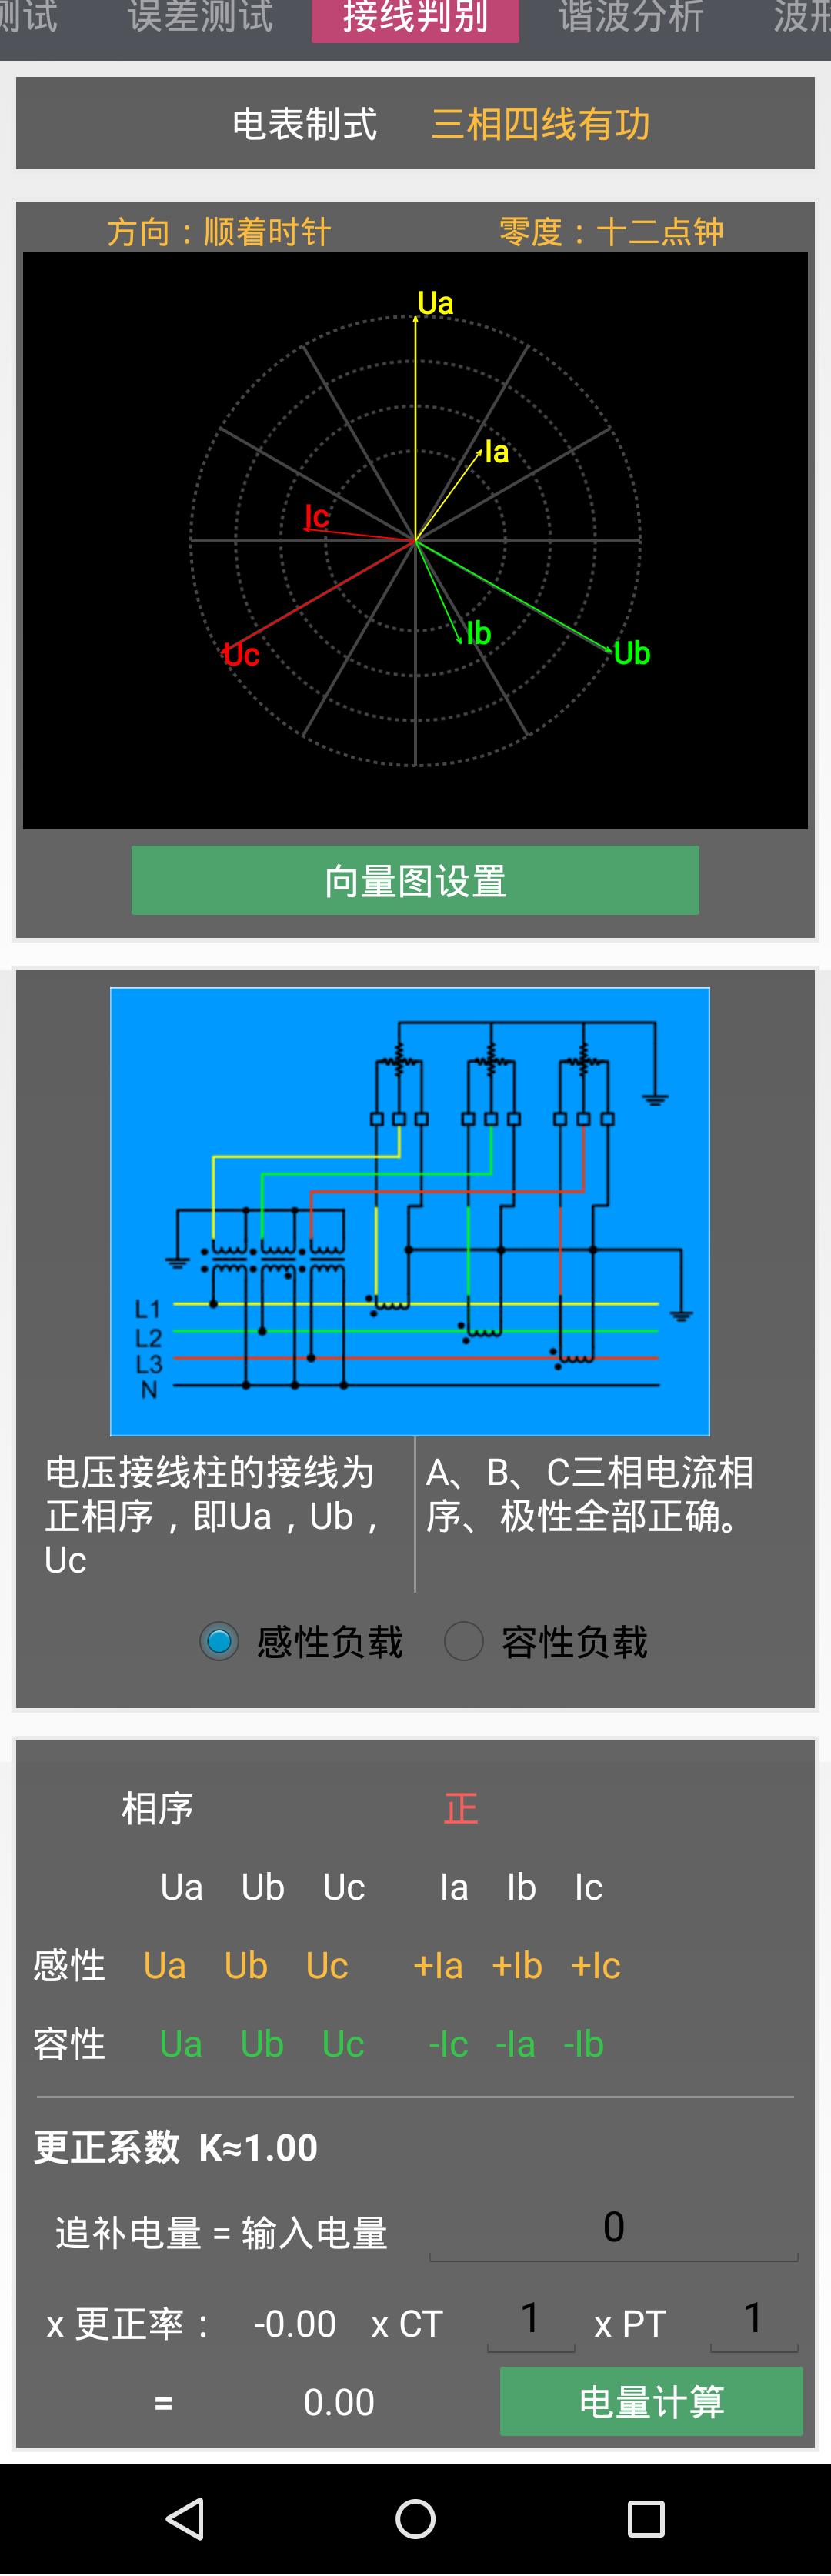 测试 误差测试 接线判别 谐波分析 波形
电表制式 三相四线有功
方向：顺着时针 零度：十二点钟
Ua
Ia
Ic
Ib
Uc Ub
向量图设置
L1
L2
L3
N
电压接线柱的接线为
正相序，即Ua，Ub，
Uc
A、B、C三相电流相
序、极性全部正确。
感性负载 容性负载
相序 正
Ua Ub Uc Ia Ib Ic
感性 Ua Ub Uc +Ia +Ib +Ic
容性 Ua Ub Uc -Ic -Ia -Ib
更正系数 K≈1.00
追补电量 = 输入电量 0
x 更正率： -0.00 x CT 1 x PT 1
= 0.00 电量计算